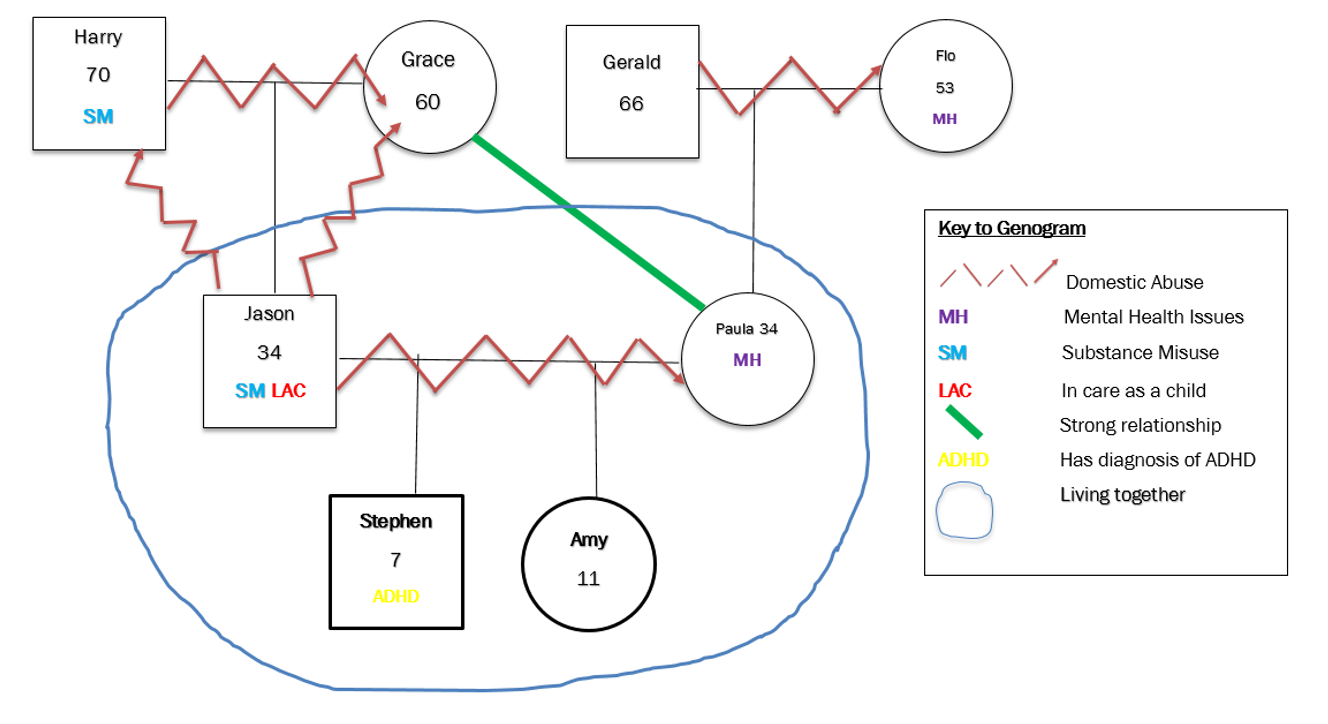 Harry
70
SM
Grace
60
Gerald
66
Flo
53
MH
Jason
34
SM LAC
Paula 34
MH
Stephen
7
ADHD
Amy
11
Key to Genogram
Domestic Abuse
MH Mental Health Issues
SM Substance Misuse
LAC In care as a child
Strong relationship
ADHD Has diagnosis of ADHD
Living together